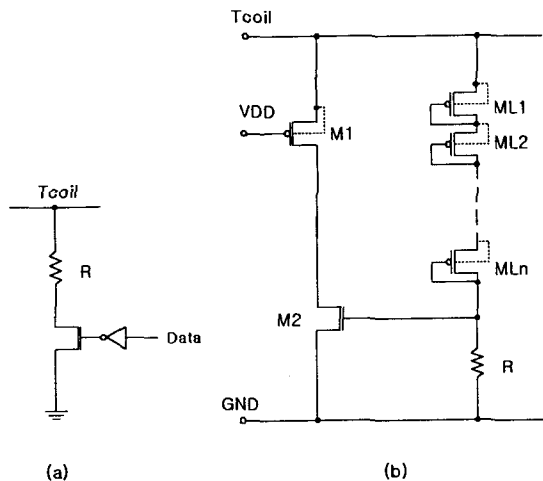 Tcoil
VDD
M1
ML1
ML2
Tcoil
R
Data
MLn
M2
R
GND
(a)
(b)